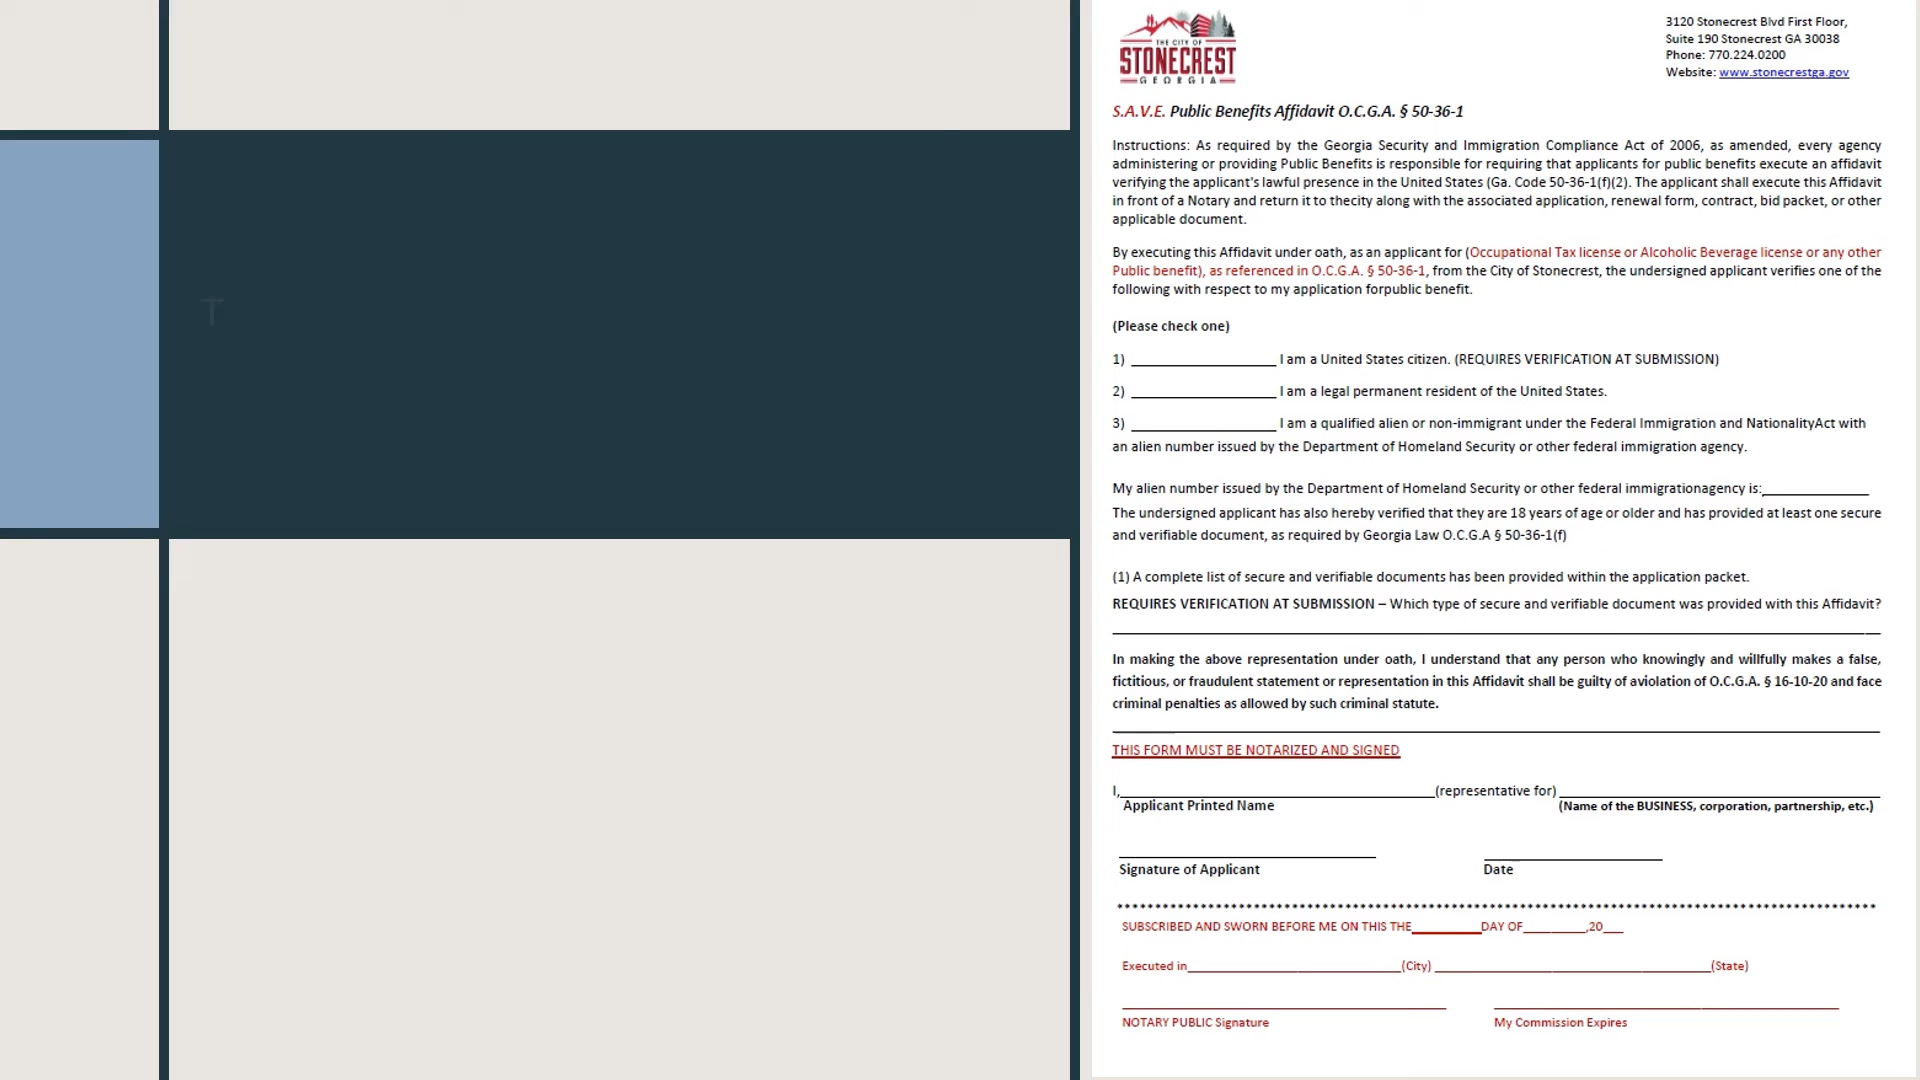 T
THE CITY OF
STONECREST
GEORGIA
3120 Stonecrest Blvd First Floor,
Suite 190 Stonecrest GA 30038
Phone: 770.224.0200
Website: www.stonecrestga.gov
S.A.V.E. Public Benefits Affidavit O.C.G.A. § 50-36-1
Instructions: As required by the Georgia Security and Immigration Compliance Act of 2006, as amended, every agency
administering or providing Public Benefits is responsible for requiring that applicants for public benefits execute an affidavit
verifying the applicant's lawful presence in the United States (Ga. Code 50-36-1(f)(2). The applicant shall execute this Affidavit
in front of a Notary and return it to thecity along with the associated application, renewal form, contract, bid packet, or other
applicable document.
By executing this Affidavit under oath, as an applicant for (Occupational Tax license or Alcoholic Beverage license or any other
Public benefit), as referenced in O.C.G.A. § 50-36-1, from the City of Stonecrest, the undersigned applicant verifies one of the
following with respect to my application forpublic benefit.
(Please check one)
1) ____________________ I am a United States citizen. (REQUIRES VERIFICATION AT SUBMISSION)
2) ____________________ I am a legal permanent resident of the United States.
3) ____________________ I am a qualified alien or non-immigrant under the Federal Immigration and NationalityAct with
an alien number issued by the Department of Homeland Security or other federal immigration agency.
My alien number issued by the Department of Homeland Security or other federal immigrationagency is:_______________
The undersigned applicant has also hereby verified that they are 18 years of age or older and has provided at least one secure
and verifiable document, as required by Georgia Law O.C.G.A § 50-36-1(f)
(1) A complete list of secure and verifiable documents has been provided within the application packet.
REQUIRES VERIFICATION AT SUBMISSION – Which type of secure and verifiable document was provided with this Affidavit?
In making the above representation under oath, I understand that any person who knowingly and willfully makes a false,
fictitious, or fraudulent statement or representation in this Affidavit shall be guilty of aviolation of O.C.G.A. § 16-10-20 and face
criminal penalties as allowed by such criminal statute.
THIS FORM MUST BE NOTARIZED AND SIGNED
I,____________________(representative for) ____________________
Applicant Printed Name (Name of the BUSINESS, corporation, partnership, etc.)
Signature of Applicant Date
****************************************************************************************************
SUBSCRIBED AND SWORN BEFORE ME ON THIS THE__________DAY OF_________,20___
Executed in____________________(City) ____________________(State)
NOTARY PUBLIC Signature My Commission Expires